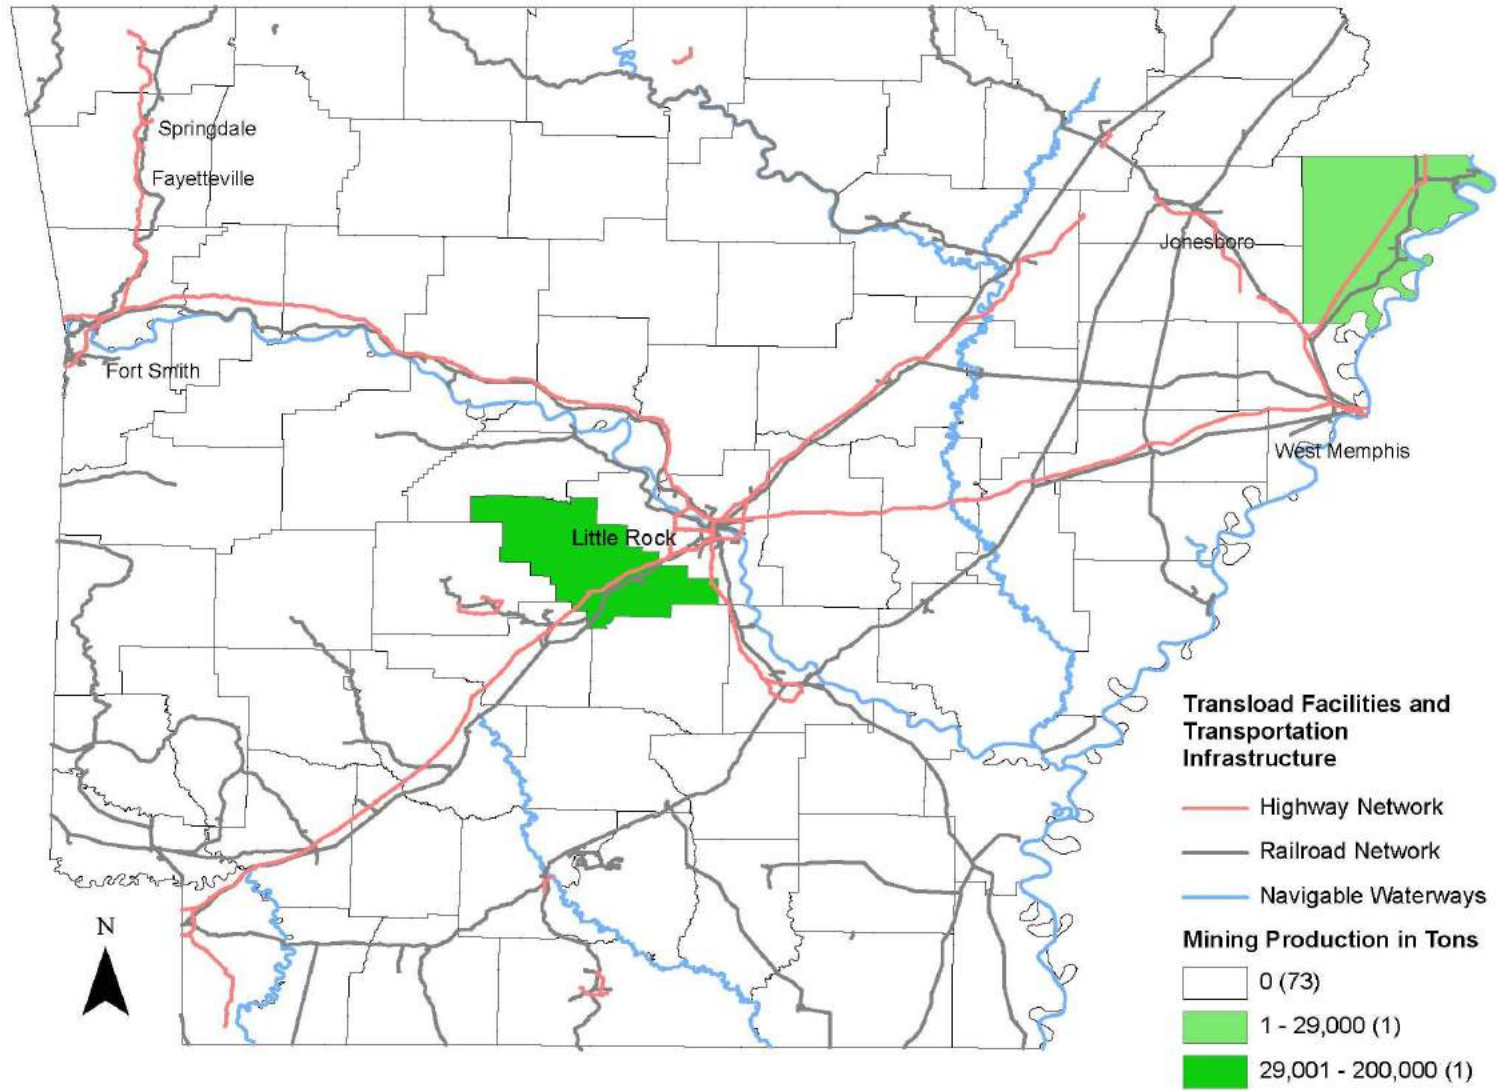 Springdale
Fayetteville
Jonesboro
Fort Smith
West Memphis
Little Rock
Transload Facilities and
Transportation
Infrastructure
Highway Network
Railroad Network
Navigable Waterways
N
Mining Production in Tons
0 (73)
1 - 29,000 (1)
29,001 - 200,000 (1)